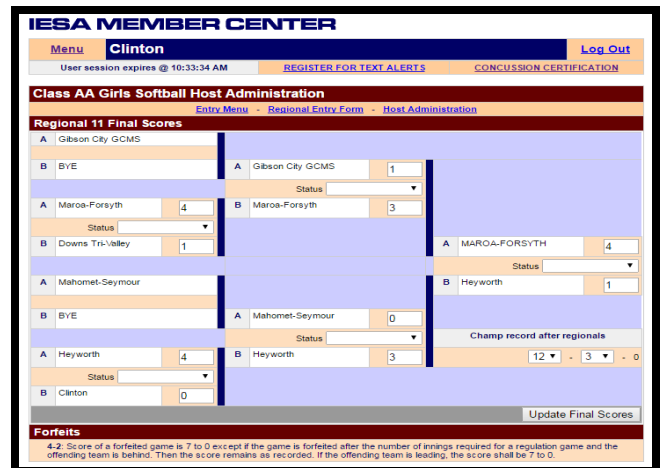 IESA MEMBER CENTER
Menu Clinton Log Out
User session expires @ 10:33:34 AM REGISTER FOR TEXT ALERTS CONCUSSION CERTIFICATION
Class AA Girls Softball Host Administration
Entry Menu - Regional Entry Form - Host Administration
Regional 11 Final Scores
A Gibson City GCMS
B BYE A Gibson City GCMS 1
Status
A Maroa-Forsyth 4 B Maroa-Forsyth 3
Status
B Downs Tri-Valley 1 A MAROA-FORSYTH 4
Status
A Mahomet-Seymour B Heyworth 1
B BYE A Mahomet-Seymour 0
Status Champ record after regionals
A Heyworth 4 B Heyworth 3 12 - 3 - 0
Status
B Clinton 0
Update Final Scores
Forfeits
4-2: Score of a forfeited game is 7 to 0 except if the game is forfeited after the number of innings required for a regulation game and the
offending team is behind. Then the score remains as recorded. If the offending team is leading, the score shall be 7 to 0.